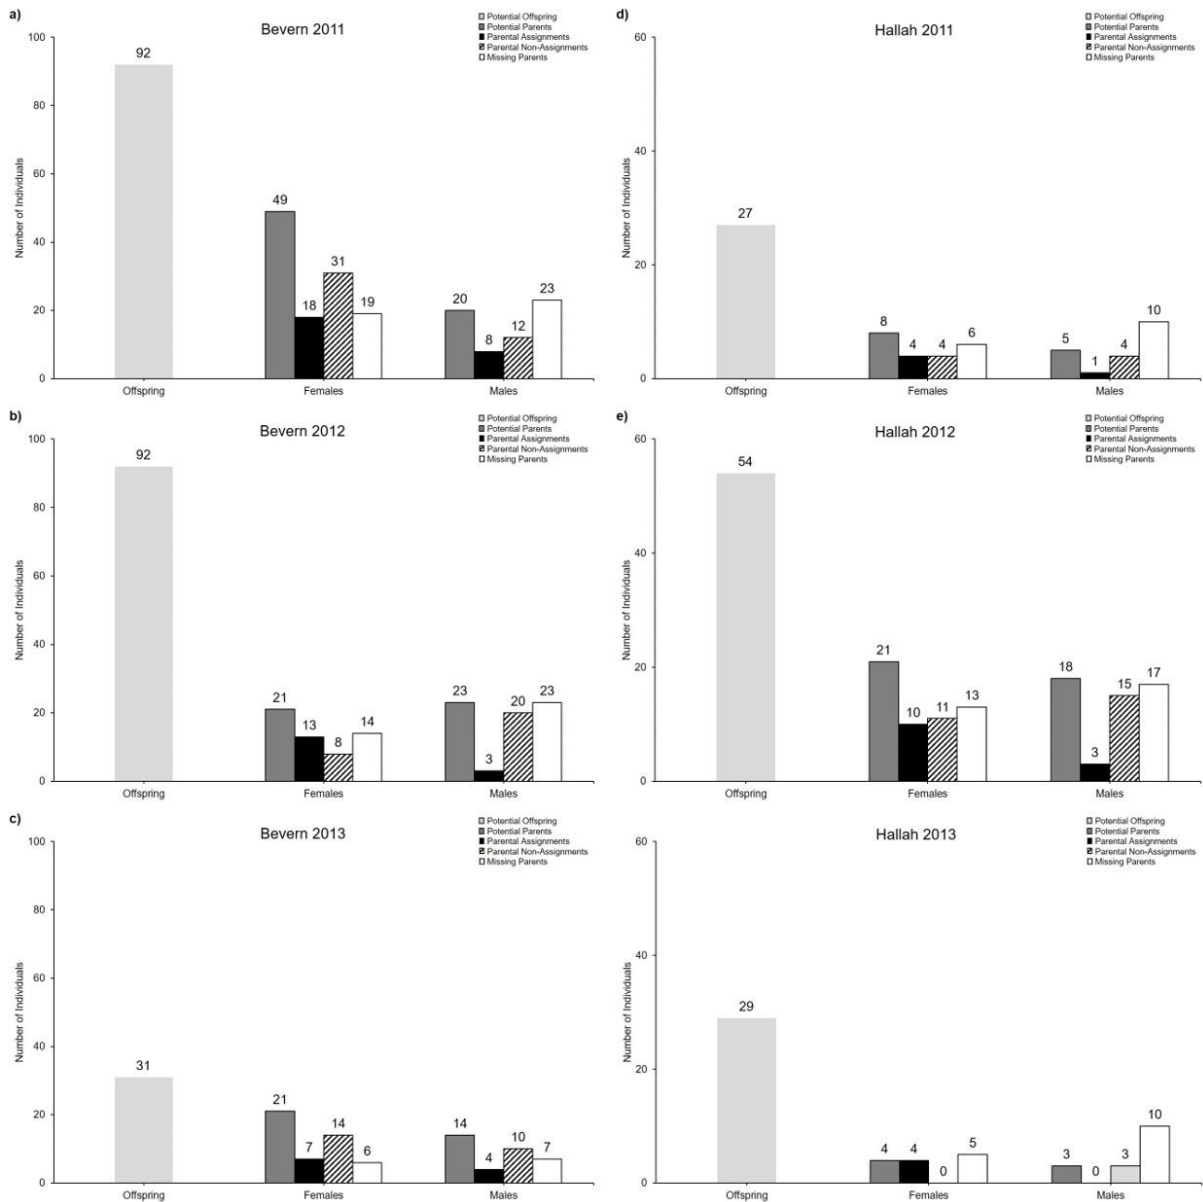 a)
Bevern 2011
Potential Offspring
Potential Parents
Parental Assignments
Parental Non-Assignments
Missing Parents
Number of Individuals
100
80
60
40
20
0
92
49
18
31
19
20
8
12
23
Offspring
Females
Males
d)
Hallah 2011
Potential Offspring
Potential Parents
Parental Assignments
Parental Non-Assignments
Missing Parents
Number of Individuals
60
40
20
0
27
8
4
4
6
5
1
4
10
Offspring
Females
Males
b)
Bevern 2012
Potential Offspring
Potential Parents
Parental Assignments
Parental Non-Assignments
Missing Parents
Number of Individuals
100
80
60
40
20
0
92
21
13
8
14
23
3
20
23
Offspring
Females
Males
e)
Hallah 2012
Potential Offspring
Potential Parents
Parental Assignments
Parental Non-Assignments
Missing Parents
Number of Individuals
60
40
20
0
54
21
10
11
13
18
3
15
17
Offspring
Females
Males
c)
Bevern 2013
Potential Offspring
Potential Parents
Parental Assignments
Parental Non-Assignments
Missing Parents
Number of Individuals
100
80
60
40
20
0
31
21
7
14
6
14
4
10
7
Offspring
Females
Males
Hallah 2013
Potential Offspring
Potential Parents
Parental Assignments
Parental Non-Assignments
Missing Parents
Number of Individuals
60
40
20
0
29
4
4
0
5
3
0
3
10
Offspring
Females
Males